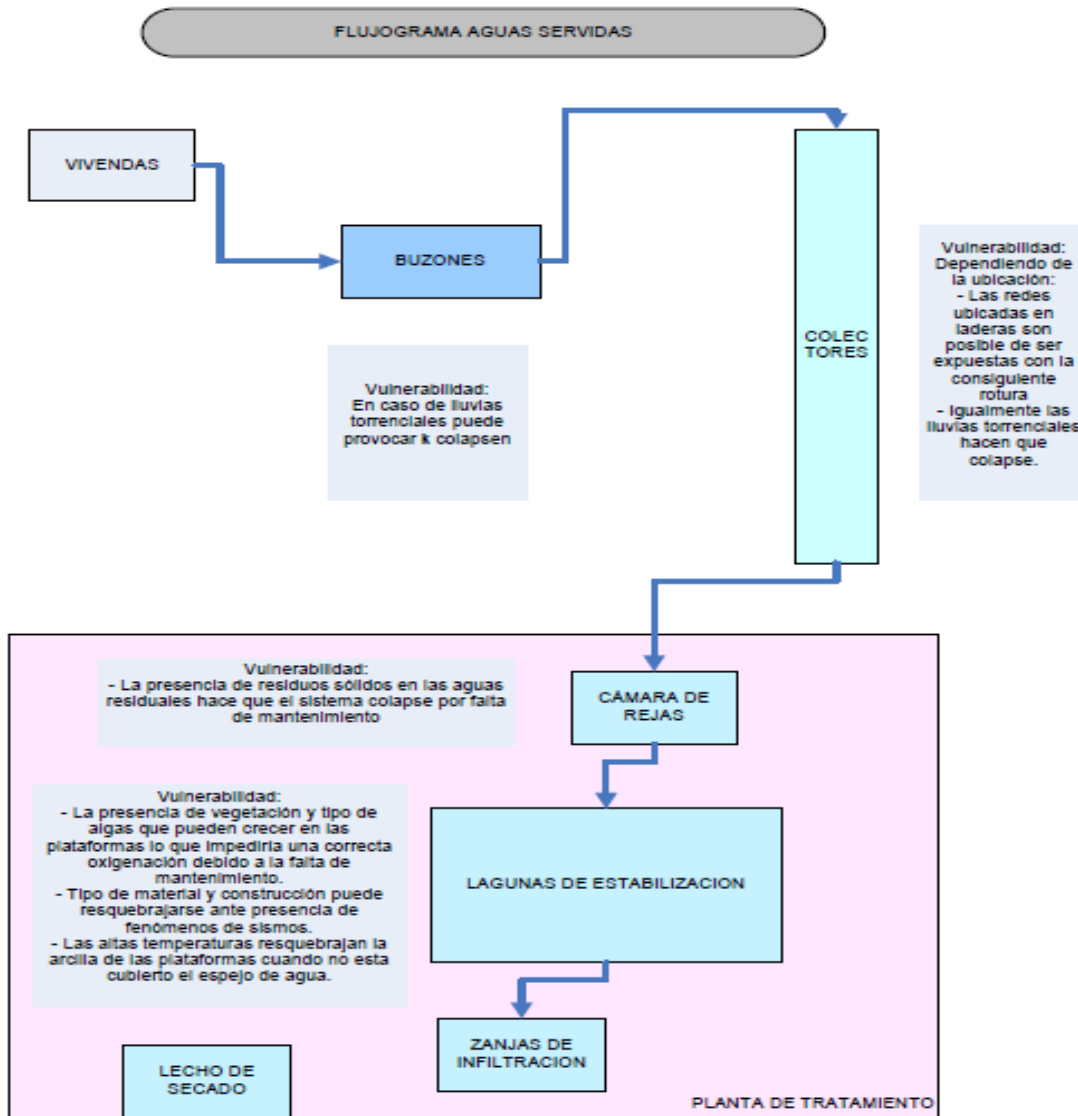 FLUJOGRAMA AGUAS SERVIDAS
VIVENDAS
BUZONES
Vulnerabilidad:
En caso de lluvias
torrenciales puede
provocar k colapsen
COLEC
TORES
Vulnerabilidad:
Dependiendo de
la ubicación:
- Las redes
ubicadas en
laderas son
posible de ser
expuestas con la
consiguiente
rotura
- Igualmente las
lluvias torrenciales
hacen que
colapse.
Vulnerabilidad:
- La presencia de residuos sólidos en las aguas
residuales hace que el sistema colapse por falta
de mantenimiento
CÁMARA DE
REJAS
Vulnerabilidad:
- La presencia de vegetación y tipo de
algas que pueden crecer en las
plataformas lo que impediría una correcta
oxigenación debido a la falta de
mantenimiento.
- Tipo de material y construcción puede
resquebrajarse ante presencia de
fenómenos de sismos.
- Las altas temperaturas resquebrajan la
arcilla de las plataformas cuando no esta
cubierto el espejo de agua.
LAGUNAS DE ESTABILIZACION
ZANJAS DE
INFILTRACION
LECHO DE
SECADO
PLANTA DE TRATAMIENTO